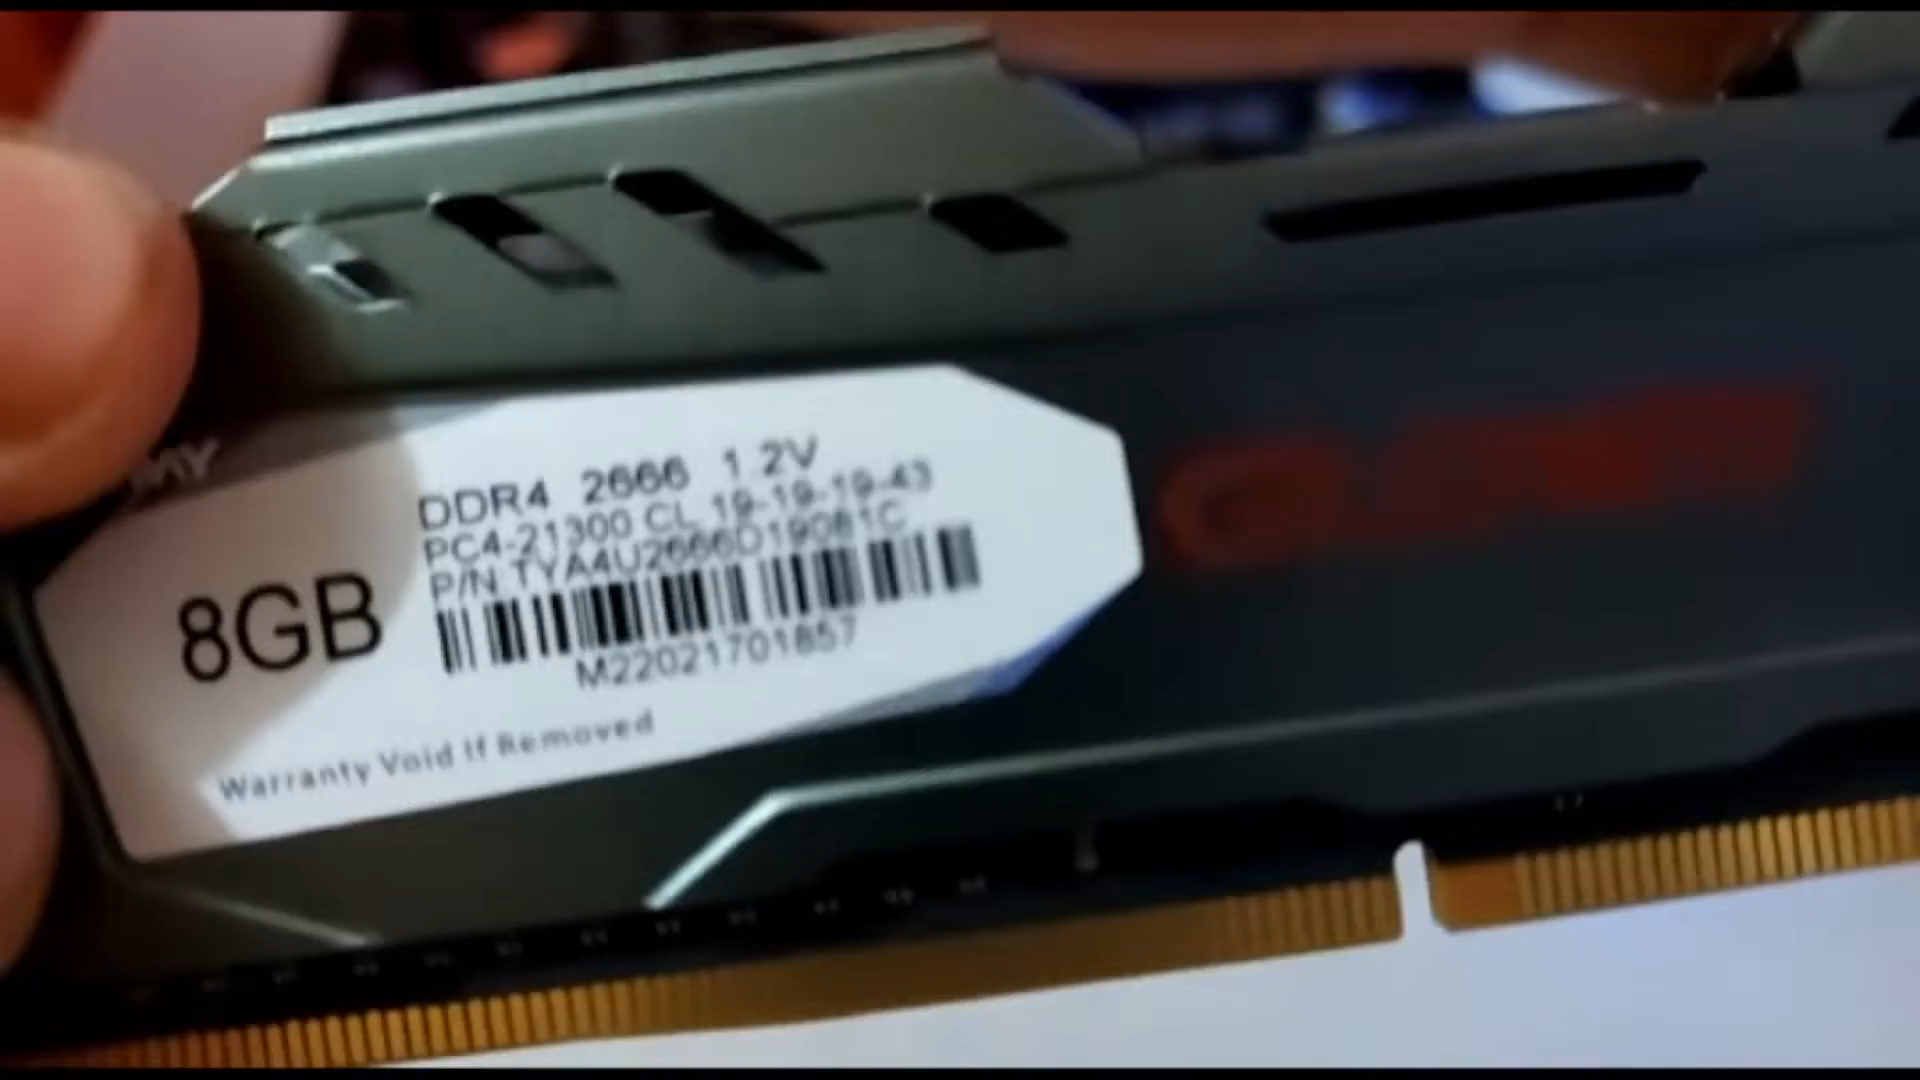 DDR4 2666 1.2V
PC4-21300 CL 19-19-19-43
P/N:TYA4U2666D19081C
8GB
M22021701857
Warranty Void If Removed